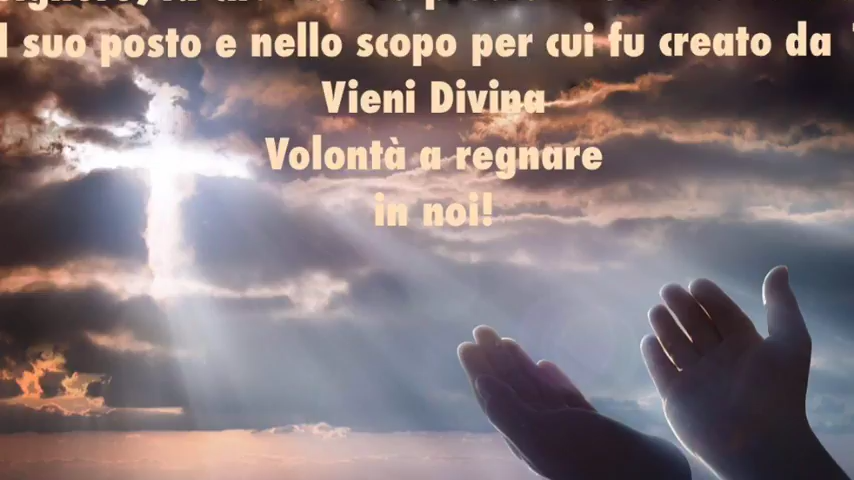 suo posto e nello scopo per cui fu creato da
Vieni Divina
Volontà a regnare
in noi!